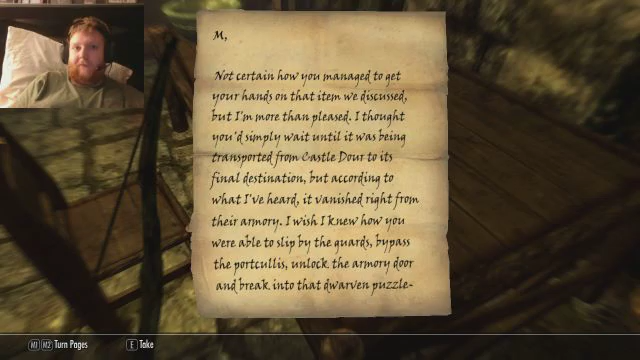 M,
Not certain how you managed to get
your hands on that item we discussed,
but I'm more than pleased. I thought
you'd simply wait until it was being
transported from Castle Dour to its
final destination, but according to
what I've heard, it vanished right from
their armory. I wish I knew how you
were able to slip by the guards, bypass
the portcullis, unlock the armory door
and break into that dwarven puzzle-
M1 M2 Turn Pages E Take